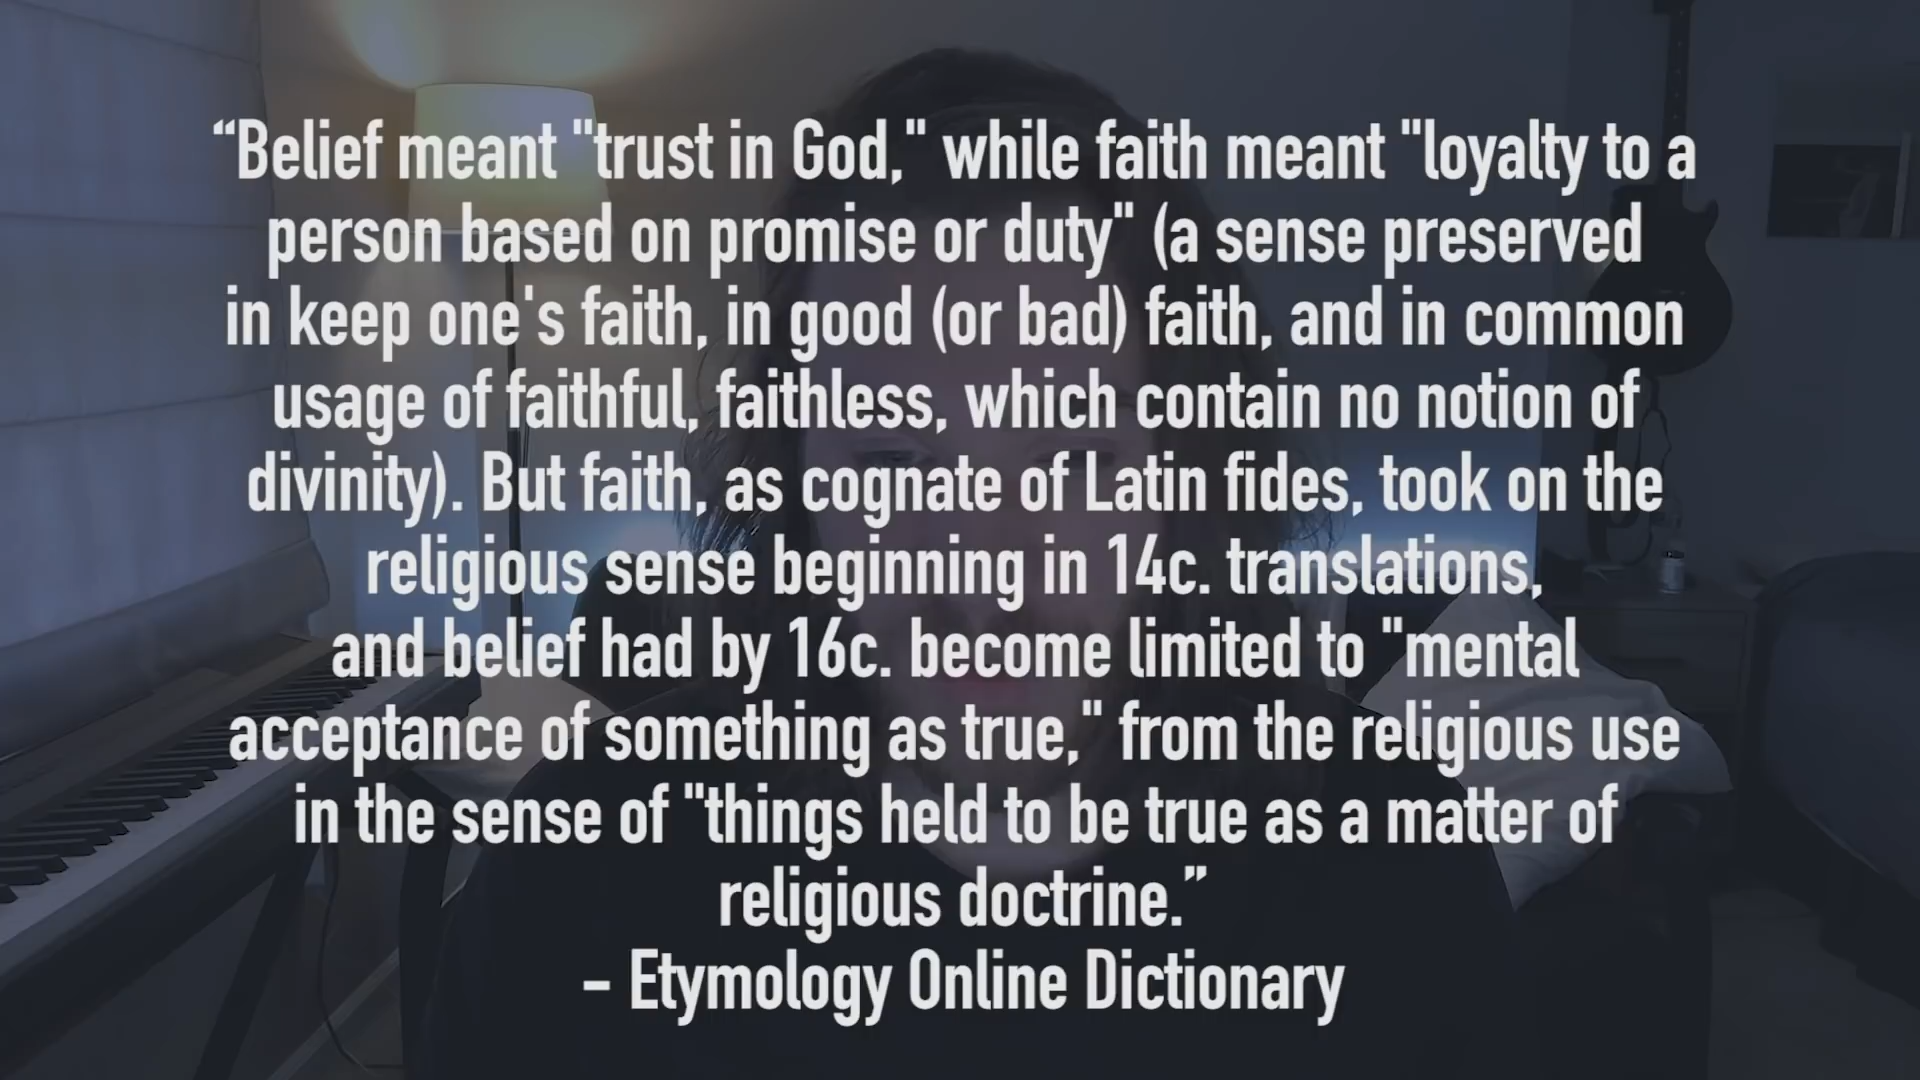 “Belief meant "trust in God," while faith meant "loyalty to a
person based on promise or duty" (a sense preserved
in keep one's faith, in good (or bad) faith, and in common
usage of faithful, faithless, which contain no notion of
divinity). But faith, as cognate of Latin fides, took on the
religious sense beginning in 14c. translations,
and belief had by 16c. become limited to "mental
acceptance of something as true," from the religious use
in the sense of "things held to be true as a matter of
religious doctrine.”
- Etymology Online Dictionary